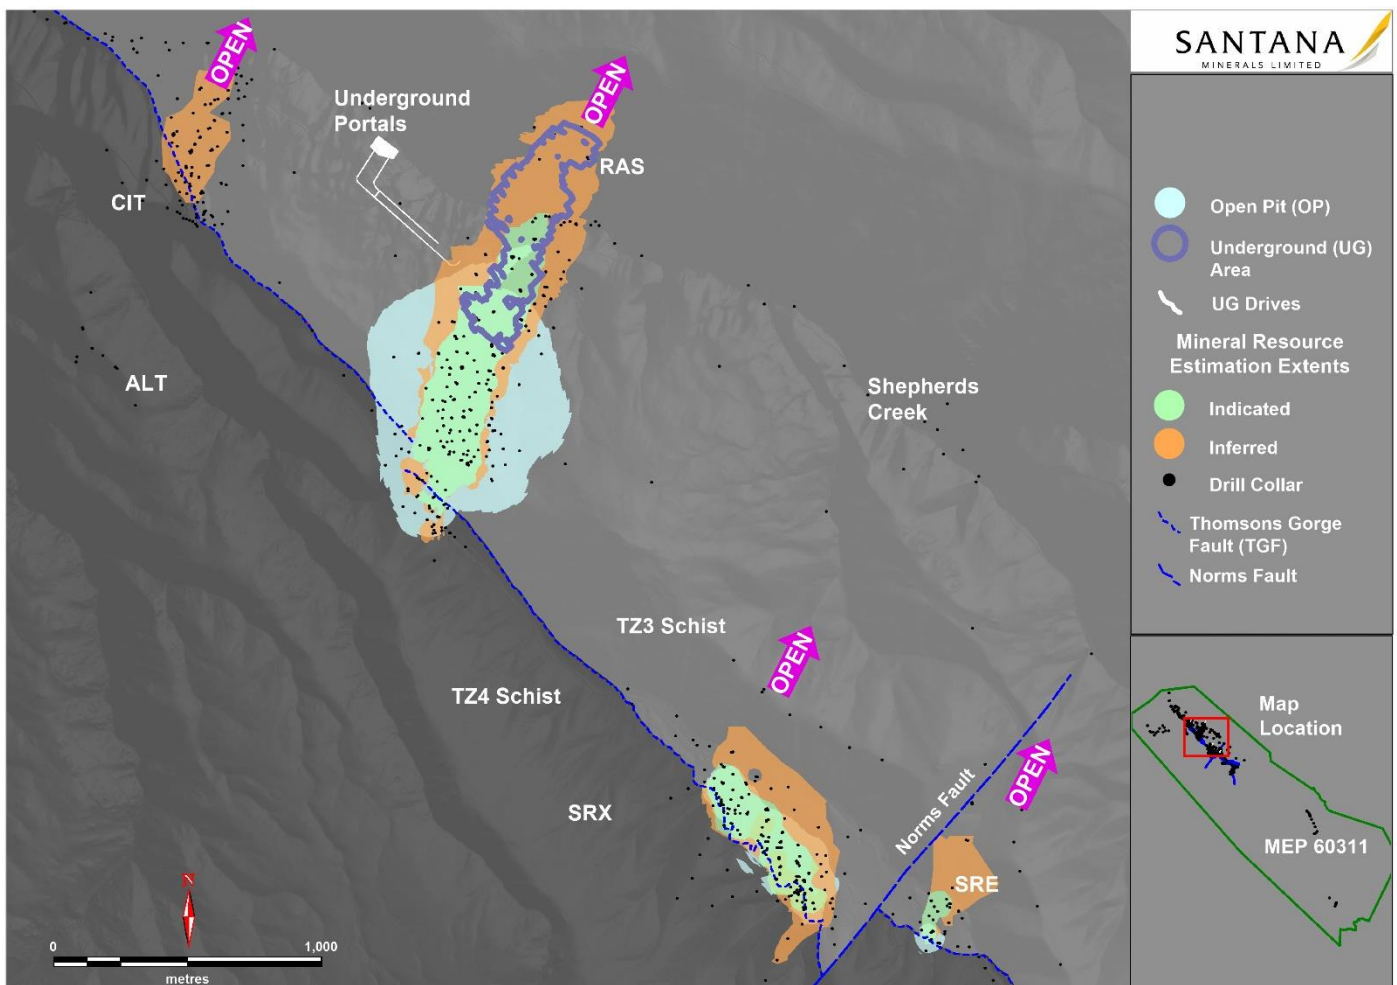 OPEN
OPEN
Underground
Portals
RAS
CIT
ALT
Shepherds
Creek
TZ3 Schist
OPEN
TZ4 Schist
OPEN
SRX
Norms Fault
SRE
N
0
1,000
metres
SANTANA
MINERALS LIMITED
Open Pit (OP)
Underground (UG)
Area
UG Drives
Mineral Resource
Estimation Extents
Indicated
Inferred
Drill Collar
Thomsons Gorge
Fault (TGF)
Norms Fault
Map
Location
MEP 60311